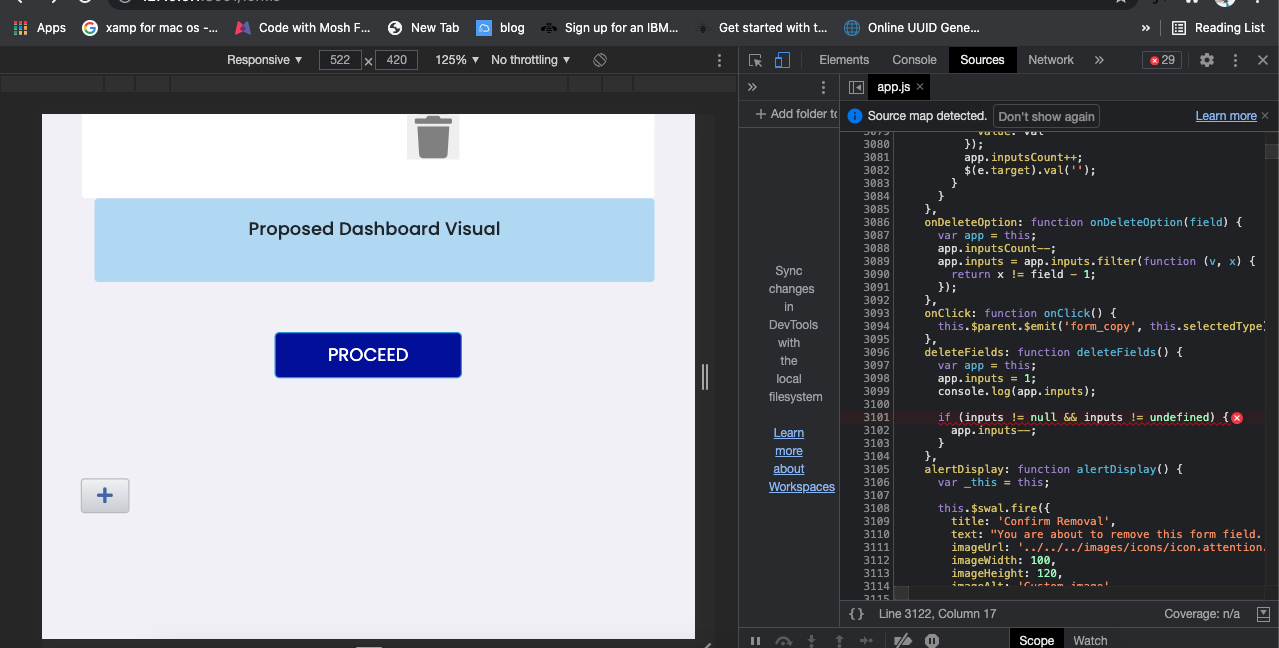 Apps
xamp for mac os -...
Code with Mosh F...
New Tab
blog
Sign up for an IBM...
Get started with t...
Online UUID Gene...
»
Reading List
Responsive ▼
522 × 420
125% ▼
No throttling ▼
Elements
Console
Sources
Network
»
29
»
app.js ×
+ Add folder to
Source map detected.
Don't show again
Learn more ×
Proposed Dashboard Visual
PROCEED
+
Sync
changes
in
DevTools
with
the
local
filesystem
Learn
more
about
Workspaces
3079 value: val
3080 });
3081 app.inputsCount++;
3082 $(e.target).val('');
3083 }
3084 }
3085 },
3086 onDeleteOption: function onDeleteOption(field) {
3087 var app = this;
3088 app.inputsCount--;
3089 app.inputs = app.inputs.filter(function (v, x) {
3090 return x != field - 1;
3091 });
3092 },
3093 onClick: function onClick() {
3094 this.$parent.$emit('form_copy', this.selectedType)
3095 },
3096 deleteFields: function deleteFields() {
3097 var app = this;
3098 app.inputs = 1;
3099 console.log(app.inputs);
3100
3101 if (inputs != null && inputs != undefined) {
3102 app.inputs--;
3103 }
3104 },
3105 alertDisplay: function alertDisplay() {
3106 var _this = this;
3107
3108 this.$swal.fire({
3109 title: 'Confirm Removal',
3110 text: "You are about to remove this form field.
3111 imageUrl: '../../../images/icons/icon.attention.
3112 imageWidth: 100,
3113 imageHeight: 120,
3114 imageAlt: 'Custom image'
3115
{} Line 3122, Column 17
Coverage: n/a
Scope
Watch